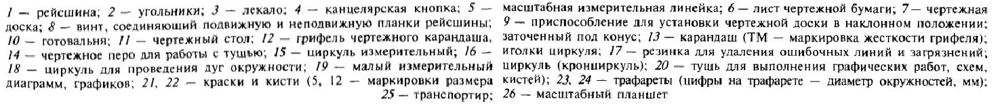 1 — рейсшина; 2 — угольники; 3 — лекало; 4 — канцелярская кнопка; 5 — масштабная измерительная линейка; 6 — лист чертежной бумаги; 7— чертежная
доска; 8 — винт, соединяющий подвижную и неподвижную планки рейсшины; 9 — приспособление для установки чертежной доски в наклонном положении;
10 — готовальня; 11 — чертежный стол; 12 — грифель чертежного карандаша, заточенный под конус; 13 — карандаш (ТМ — маркировка жесткости грифеля);
14 — чертежное перо для работы с тушью; 15 — циркуль измерительный; 16 — иголки циркуля; 17 — резинка для удаления ошибочных линий и загрязнений;
18 — циркуль для проведения дуг окружности; 19 — малый измерительный циркуль (кронциркуль); 20 — тушь для выполнения графических работ, схем,
диаграмм, графиков; 21, 22 — краски и кисти (5, 12 — маркировки размера кистей); 23, 24 — трафареты (цифры на трафарете — диаметр окружностей, мм);
25 — транспортир; 26 — масштабный планшет